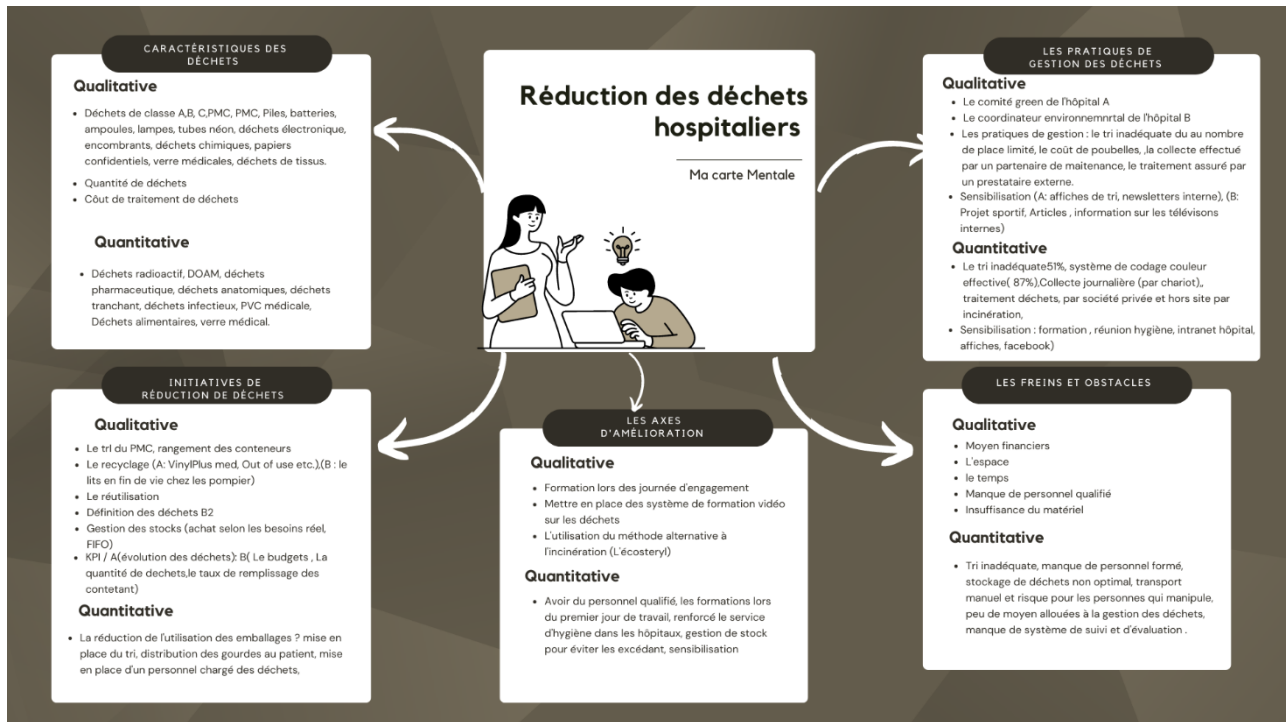 Réduction des déchets
hospitaliers
Ma carte Mentale
CARACTÉRISTIQUES DES
DÉCHETS
Qualitative
• Déchets de classe A,B, C,PMC, PMC, Piles, batteries,
ampoules, lampes, tubes néon, déchets électronique,
encombrants, déchets chimiques, papiers
confidentiels, verre médicales, déchets de tissus.
• Quantité de déchets
• Côut de traitement de déchets
Quantitative
• Déchets radioactif, DOAM, déchets
pharmaceutique, déchets anatomiques, déchets
tranchant, déchets infectieux, PVC médicale,
Déchets alimentaires, verre médical.
LES PRATIQUES DE
GESTION DES DÉCHETS
Qualitative
• Le comité green de l'hôpital A
• Le coordinateur environnemnrtal de l'hôpital B
• Les pratiques de gestion : le tri inadéquate du au nombre
de place limité, le coût de poubelles, ,la collecte effectué
par un partenaire de maitenance, le traitement assuré par
un prestataire externe.
• Sensibilisation (A: affiches de tri, newsletters interne), (B:
Projet sportif, Articles , information sur les télévisons
internes)
Quantitative
• Le tri inadéquate51%, système de codage couleur
effective( 87%),Collecte journalière (par chariot),,
traitement déchets, par société privée et hors site par
incinération,
• Sensibilisation : formation , réunion hygiène, intranet hôpital,
affiches, facebook)
INITIATIVES DE
RÉDUCTION DE DÉCHETS
Qualitative
• Le trI du PMC, rangement des conteneurs
• Le recyclage (A: VinylPlus med, Out of use etc.),(B : le
lits en fin de vie chez les pompier)
• Le réutilisation
• Définition des déchets B2
• Gestion des stocks (achat selon les besoins réel,
FIFO)
• KPI / A(évolution des déchets): B( Le budgets , La
quantité de dechets,le taux de remplissage des
contetant)
Quantitative
• La réduction de l'utilisation des emballages ? mise en
place du tri, distribution des gourdes au patient, mise
en place d'un personnel chargé des déchets,
LES AXES
D'AMÉLIORATION
Qualitative
• Formation lors des journée d'engagement
• Mettre en place des système de formation vidéo
sur les déchets
• L'utilisation du méthode alternative à
l'incinération (L'écosteryl)
Quantitative
• Avoir du personnel qualifié, les formations lors
du premier jour de travail, renforcé le service
d'hygiène dans les hôpitaux, gestion de stock
pour éviter les excédant, sensibilisation
LES FREINS ET OBSTACLES
Qualitative
• Moyen financiers
• L'espace
• le temps
• Manque de personnel qualifié
• Insuffisance du matériel
Quantitative
• Tri inadéquate, manque de personnel formé,
stockage de déchets non optimal, transport
manuel et risque pour les personnes qui manipule,
peu de moyen allouées à la gestion des déchets,
manque de système de suivi et d'évaluation .